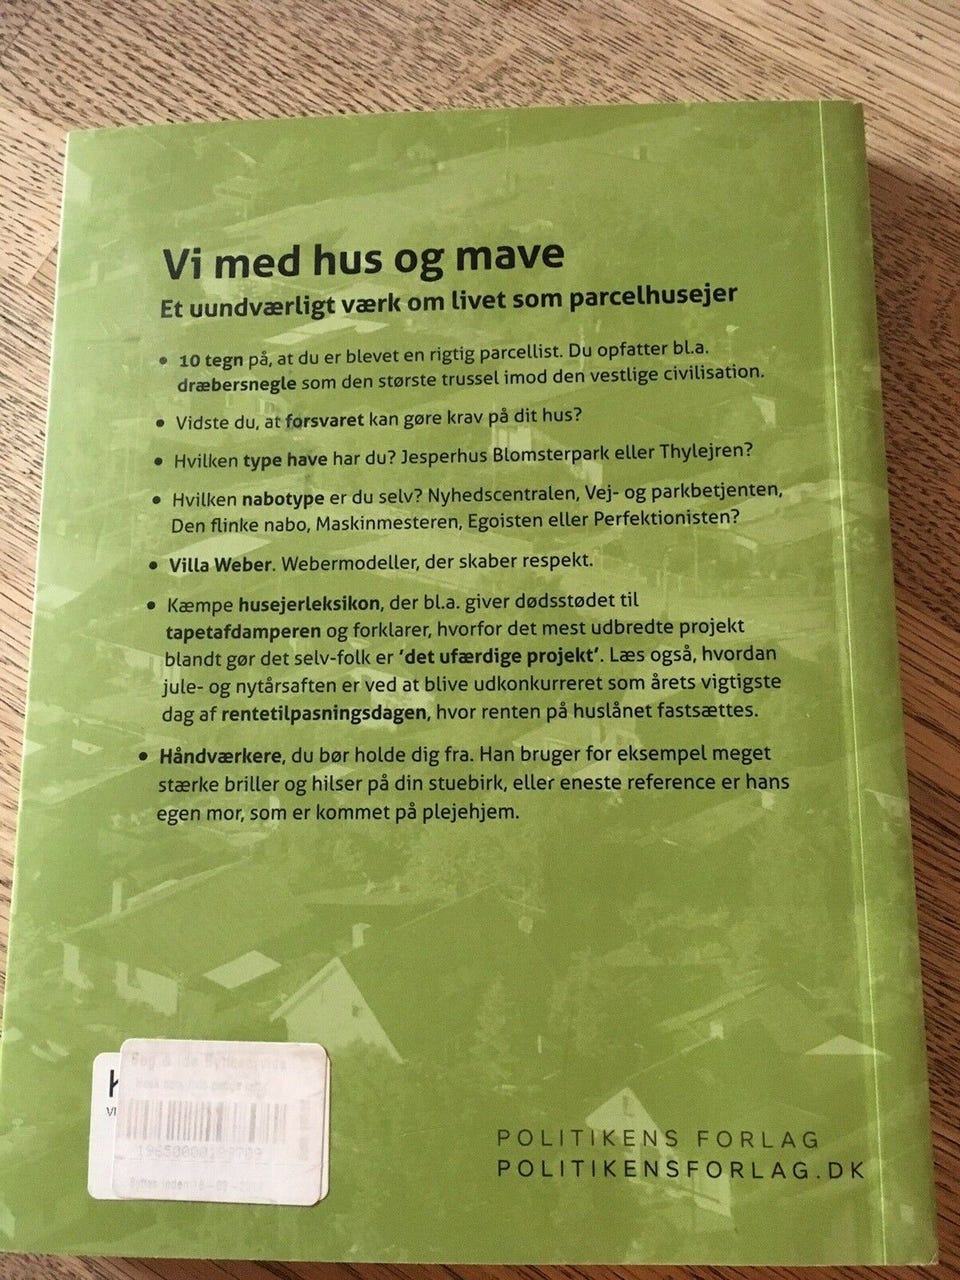 Vi med hus og mave
Et uundværligt værk om livet som parcelhusejer
• 10 tegn på, at du er blevet en rigtig parcellist. Du opfatter bl.a.
dræbersnegle som den største trussel imod den vestlige civilisation.
• Vidste du, at forsvaret kan gøre krav på dit hus?
• Hvilken type have har du? Jesperhus Blomsterpark eller Thylejren?
• Hvilken nabotype er du selv? Nyhedscentralen, Vej- og parkbetjenten,
Den flinke nabo, Maskinmesteren, Egoisten eller Perfektionisten?
• Villa Weber. Webermodeller, der skaber respekt.
• Kæmpe husejerleksikon, der bl.a. giver dødsstødet til
tapetafdamperen og forklarer, hvorfor det mest udbredte projekt
blandt gør det selv-folk er ’det ufærdige projekt’. Læs også, hvordan
jule- og nytårsaften er ved at blive udkonkurreret som årets vigtigste
dag af rentetilpasningsdagen, hvor renten på huslånet fastsættes.
• Håndværkere, du bør holde dig fra. Han bruger for eksempel meget
stærke briller og hilser på din stuebirk, eller eneste reference er hans
egen mor, som er kommet på plejehjem.
POLITIKENS FORLAG
POLITIKENSFORLAG.DK